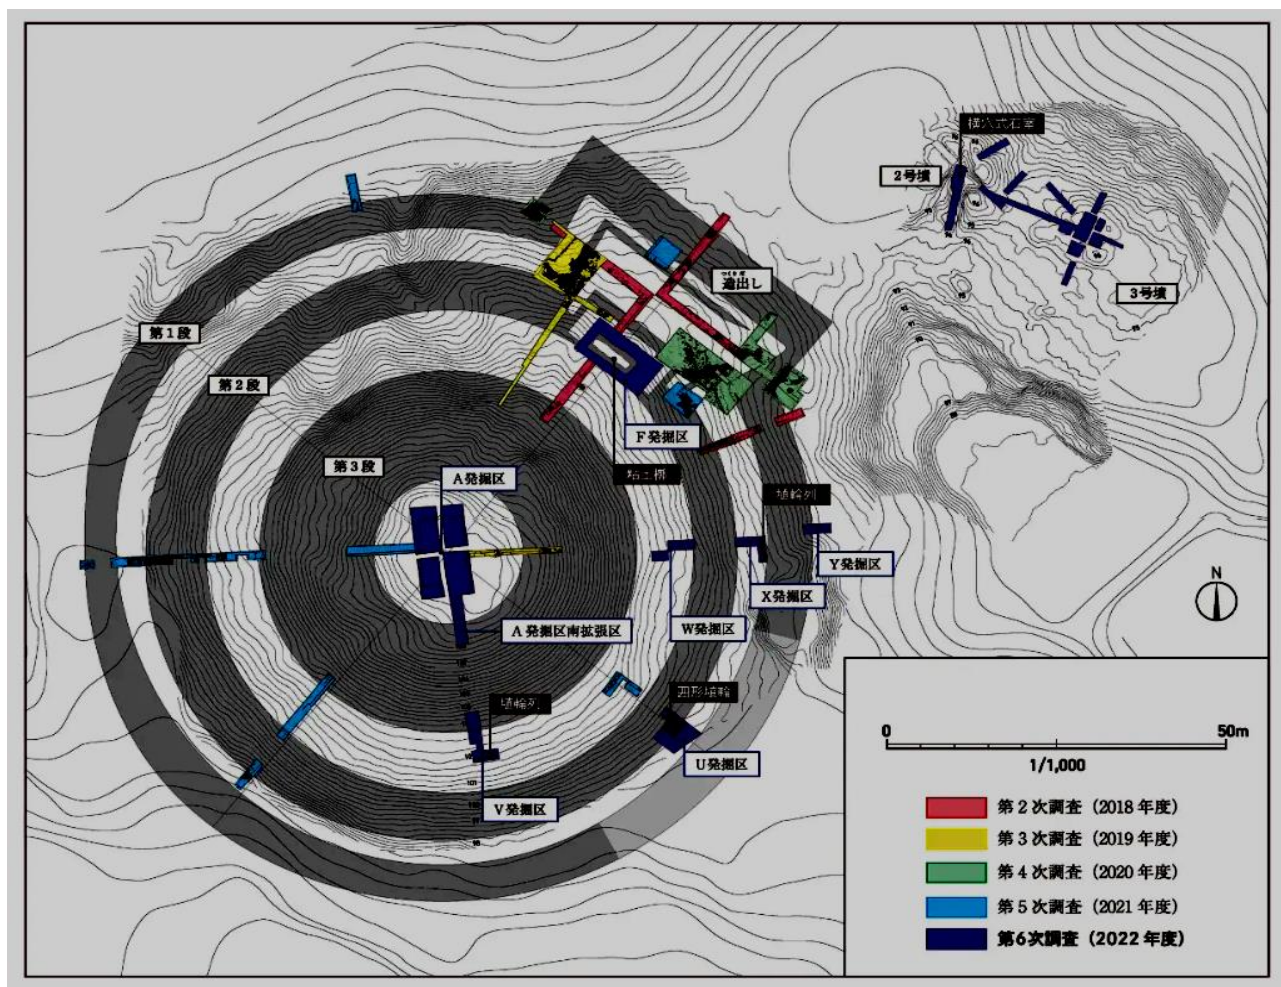 横穴式石室
2号墳
つくりだ
造出し
3号墳
第1段
第2段
第3段
F発掘区
粘土槨
A発掘区
埴輪列
Y発掘区
X発掘区
W発掘区
A発掘区南拡張区
埴輪列
囲形埴輪
U発掘区
V発掘区
N
0 50m
1/1,000
第2次調査（2018年度）
第3次調査（2019年度）
第4次調査（2020年度）
第5次調査（2021年度）
第6次調査（2022年度）